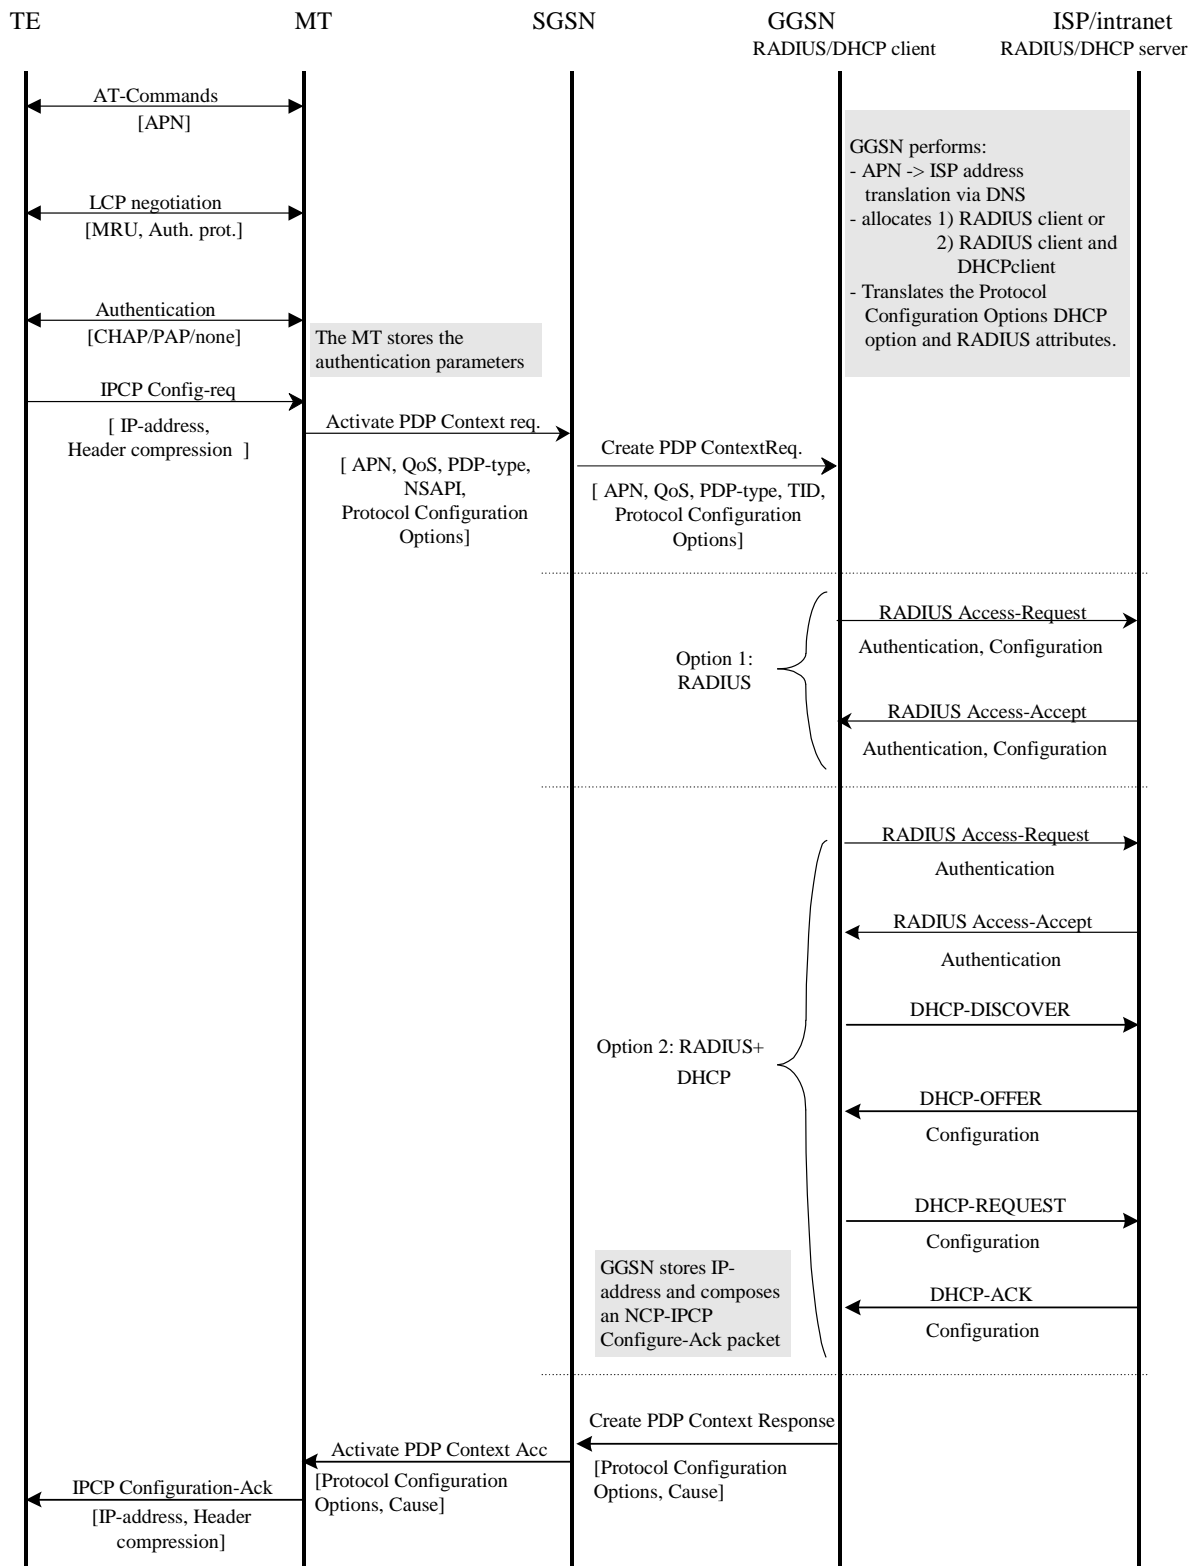 TE
MT
SGSN
GGSN
ISP/intranet
RADIUS/DHCP client
RADIUS/DHCP server
AT-Commands
[APN]
GGSN performs:
- APN -> ISP address
translation via DNS
- allocates 1) RADIUS client or
2) RADIUS client and
DHCPclient
- Translates the Protocol
Configuration Options DHCP
option and RADIUS attributes.
LCP negotiation
[MRU, Auth. prot.]
Authentication
[CHAP/PAP/none]
The MT stores the
authentication parameters
IPCP Config-req
[ IP-address,
Header compression ]
Activate PDP Context req.
[ APN, QoS, PDP-type,
NSAPI,
Protocol Configuration
Options]
Create PDP ContextReq.
[ APN, QoS, PDP-type, TID,
Protocol Configuration
Options]
Option 1:
RADIUS
RADIUS Access-Request
Authentication, Configuration
RADIUS Access-Accept
Authentication, Configuration
RADIUS Access-Request
Authentication
RADIUS Access-Accept
Authentication
DHCP-DISCOVER
Option 2: RADIUS+
DHCP
DHCP-OFFER
Configuration
DHCP-REQUEST
Configuration
GGSN stores IP-
address and composes
an NCP-IPCP
Configure-Ack packet
DHCP-ACK
Configuration
Create PDP Context Response
[Protocol Configuration
Options, Cause]
Activate PDP Context Acc
[Protocol Configuration
Options, Cause]
IPCP Configuration-Ack
[IP-address, Header
compression]